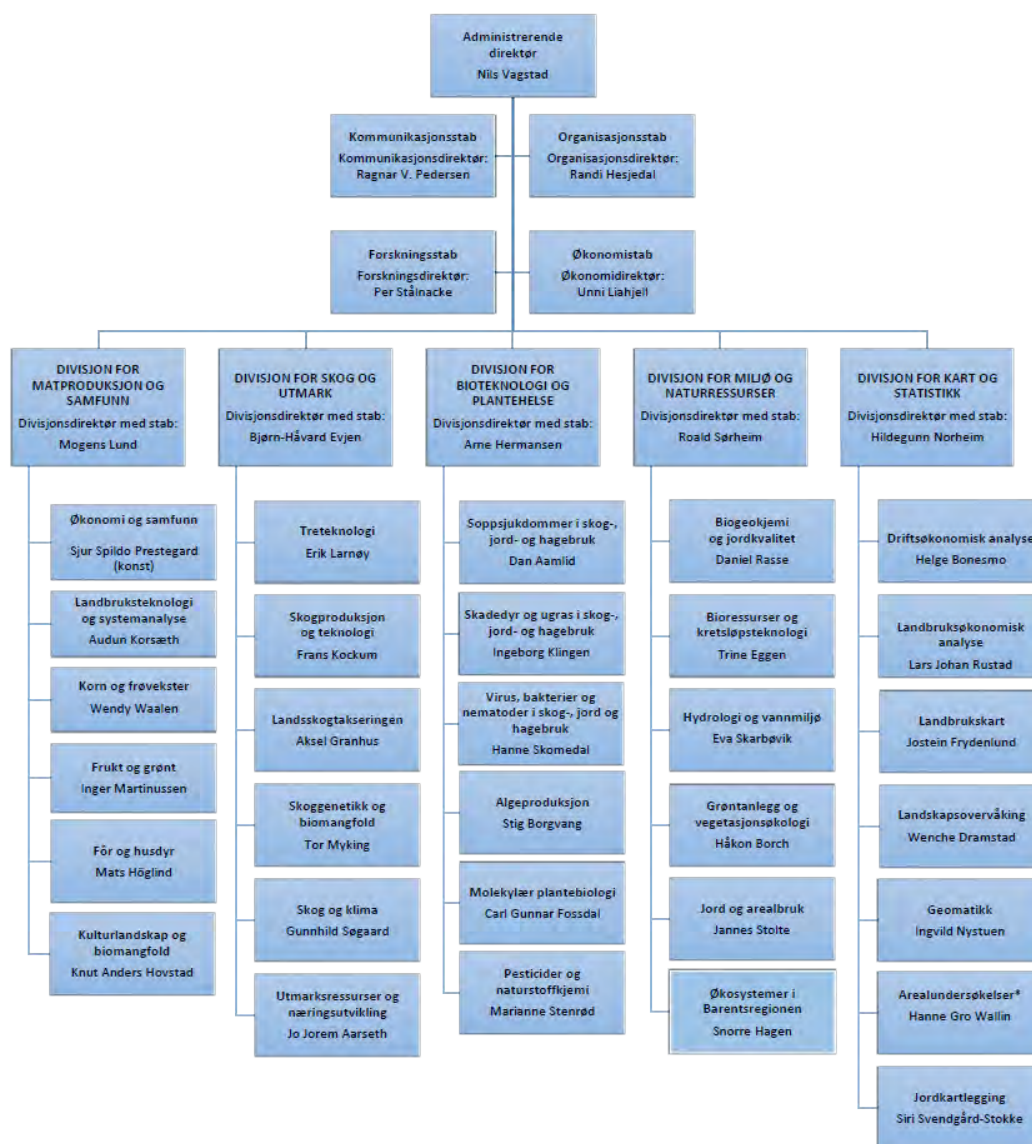 Administrerende
direktør
Nils Vagstad
Kommunikasjonsstab
Kommunikasjonsdirektør:
Ragnar V. Pedersen
Organisasjonsstab
Organisasjonsdirektør:
Randi Hesjedal
Forskningsstab
Forskningsdirektør:
Per Stålnacke
Økonomistab
Økonomidirektør:
Unni Liahjell
DIVISJON FOR
MATPRODUKSJON OG
SAMFUNN
Divisjonsdirektør med stab:
Mogens Lund
Økonomi og samfunn
Sjur Spildo Prestegard
(konst)
Landbruksteknologi
og systemanalyse
Audun Korsæth
Korn og frøvekster
Wendy Waalen
Frukt og grønt
Inger Martinussen
Fôr og husdyr
Mats Höglind
Kulturlandskap og
biomangfold
Knut Anders Hovstad
DIVISJON FOR SKOG OG
UTMARK
Divisjonsdirektør med stab:
Bjørn-Håvard Evjen
Treteknologi
Erik Larnøy
Skogproduksjon
og teknologi
Frans Kockum
Landsskogtakseringen
Aksel Granhus
Skoggenetikk og
biomangfold
Tor Myking
Skog og klima
Gunnhild Søgaard
Utmarksressurser og
næringsutvikling
Jo Jorem Aarseth
DIVISJON FOR
BIOTEKNOLOGI OG
PLANTEHELSE
Divisjonsdirektør med stab:
Arne Hermansen
Soppsjukdommer i skog-,
jord- og hagebruk
Dan Aamlid
Skadedyr og ugras i skog-,
jord- og hagebruk
Ingeborg Klingen
Virus, bakterier og
nematoder i skog-, jord og
hagebruk
Hanne Skomedal
Algeproduksjon
Stig Borgvang
Molekylær plantebiologi
Carl Gunnar Fossdal
Pesticider og
naturstoffkjemi
Marianne Stenrød
DIVISJON FOR MILJØ OG
NATURRESSURSER
Divisjonsdirektør med stab:
Roald Sørheim
Biogeokjemi
og jordkvalitet
Daniel Rasse
Bioressurser og
kretsløpsteknologi
Trine Eggen
Hydrologi og vannmiljø
Eva Skarbøvik
Grøntanlegg og
vegetasjonsøkologi
Håkon Borch
Jord og arealbruk
Jannes Stolte
Økosystemer i
Barentsregionen
Snorre Hagen
DIVISJON FOR KART OG
STATISTIKK
Divisjonsdirektør med stab:
Hildegunn Norheim
Driftsøkonomisk analyse
Helge Bonesmo
Landbruksøkonomisk
analyse
Lars Johan Rustad
Landbrukskart
Jostein Frydenlund
Landskapsovervåking
Wenche Dramstad
Geomatikk
Ingvild Nystuen
Arealundersøkelser*
Hanne Gro Wallin
Jordkartlegging
Siri Svendgård-Stokke